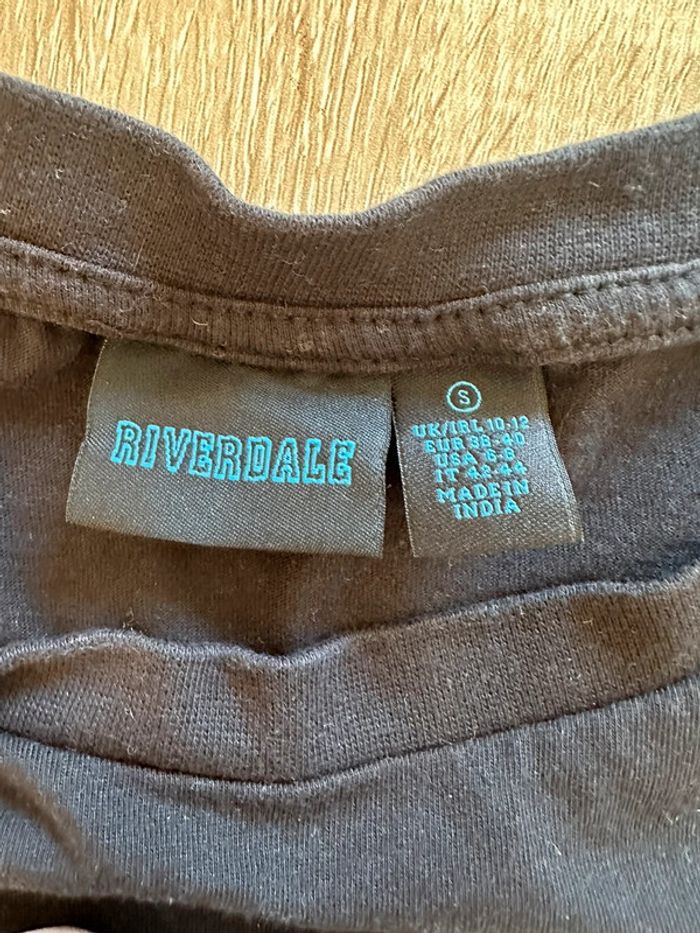 RIVERDALE
S
UK/IRL 10-12
EUR 38-40
USA 6-8
IT 42-44
MADE IN
INDIA